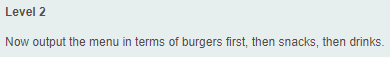 Level 2
Now output the menu in terms of burgers first, then snacks, then drinks.